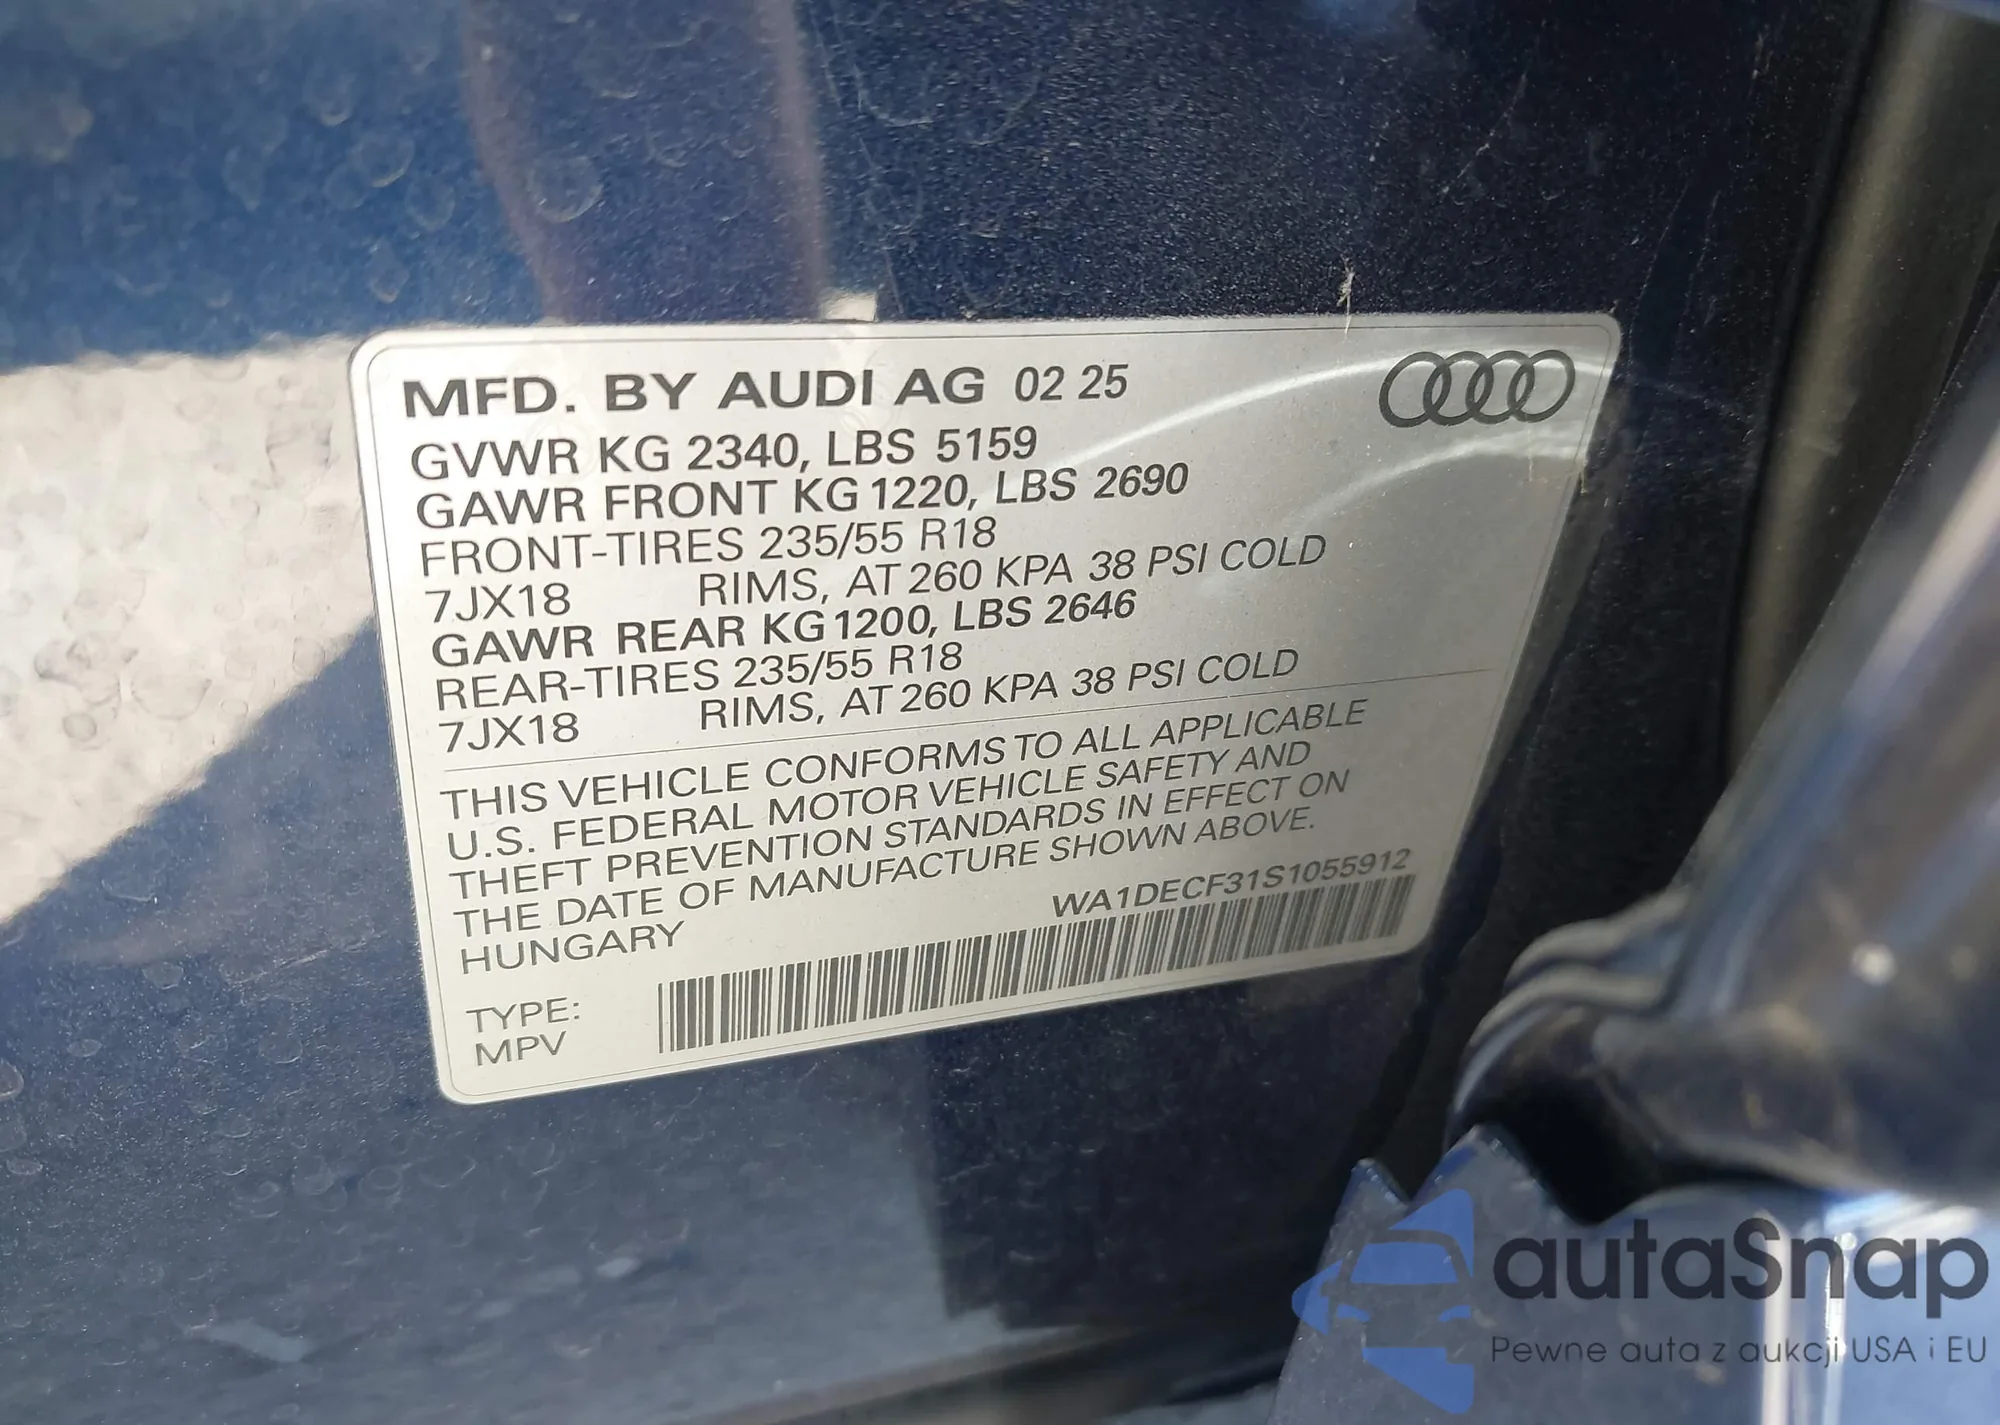 MFD. BY AUDI AG 02 25
GVWR KG 2340, LBS 5159
GAWR FRONT KG 1220, LBS 2690
FRONT-TIRES 235/55 R18
7JX18 RIMS, AT 260 KPA 38 PSI COLD
GAWR REAR KG 1200, LBS 2646
REAR-TIRES 235/55 R18
7JX18 RIMS, AT 260 KPA 38 PSI COLD
THIS VEHICLE CONFORMS TO ALL APPLICABLE
U.S. FEDERAL MOTOR VEHICLE SAFETY AND
THEFT PREVENTION STANDARDS IN EFFECT ON
THE DATE OF MANUFACTURE SHOWN ABOVE.
HUNGARY
WA1DECF31S1055912
TYPE:
MPV
autaSnap
Pewne auta z aukcji USA i EU